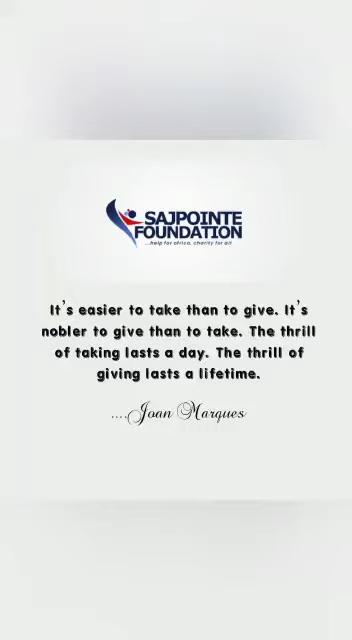 SAJPOINTE
FOUNDATION
...help for africa, charity for all
It's easier to take than to give. It's
nobler to give than to take. The thrill
of taking lasts a day. The thrill of
giving lasts a lifetime.
....Joan Marques